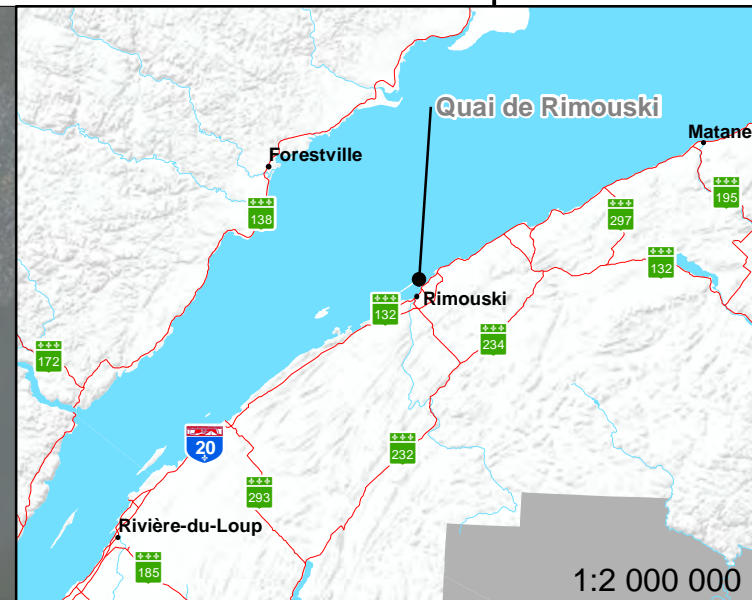 Quai de Rimouski
Matane
Forestville
195
138
297
132
Rimouski
132
234
172
20
232
293
Rivière-du-Loup
185
1:2 000 000